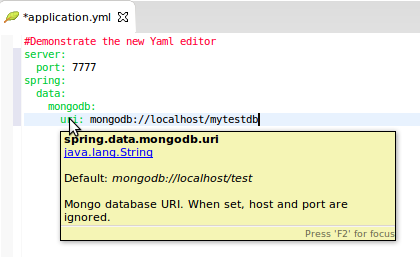 *application.yml
#Demonstrate the new Yaml editor
server:
  port: 7777
spring:
  data:
    mongodb:
      uri: mongodb://localhost/mytestdb
spring.data.mongodb.uri
java.lang.String
Default: mongodb://localhost/test
Mongo database URI. When set, host and port are
ignored.
Press 'F2' for focus